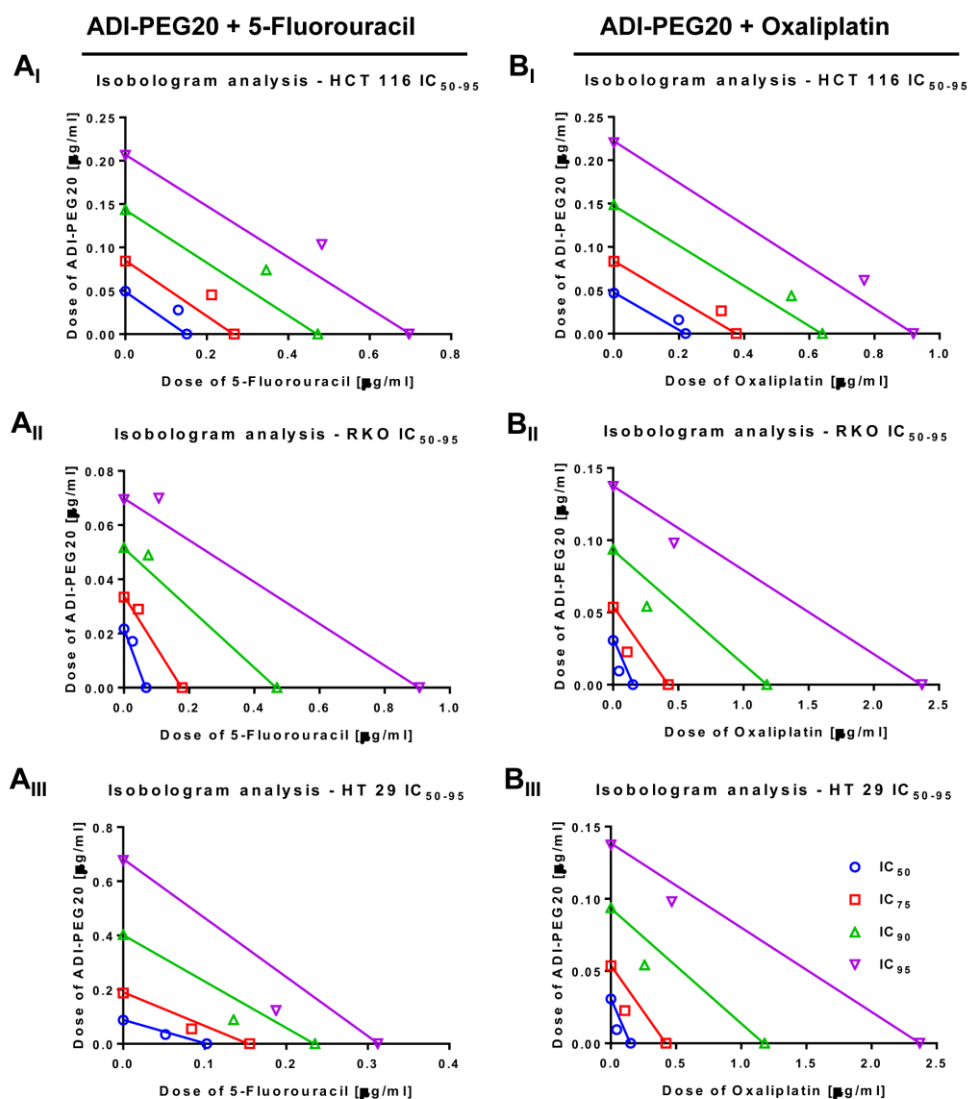 ADI-PEG20 + 5-Fluorouracil
ADI-PEG20 + Oxaliplatin
A_I
Isobologram analysis - HCT 116 IC50-95
Dose of ADI-PEG20 [µg/ml]
0.25
0.20
0.15
0.10
0.05
0.00
0.0 0.2 0.4 0.6 0.8
Dose of 5-Fluorouracil [µg/ml]
B_I
Isobologram analysis - HCT 116 IC50-95
Dose of ADI-PEG20 [µg/ml]
0.25
0.20
0.15
0.10
0.05
0.00
0.0 0.2 0.4 0.6 0.8 1.0
Dose of Oxaliplatin [µg/ml]
A_II
Isobologram analysis - RKO IC50-95
Dose of ADI-PEG20 [µg/ml]
0.08
0.06
0.04
0.02
0.00
0.0 0.2 0.4 0.6 0.8 1.0
Dose of 5-Fluorouracil [µg/ml]
B_II
Isobologram analysis - RKO IC50-95
Dose of ADI-PEG20 [µg/ml]
0.15
0.10
0.05
0.00
0.0 0.5 1.0 1.5 2.0 2.5
Dose of Oxaliplatin [µg/ml]
A_III
Isobologram analysis - HT 29 IC50-95
Dose of ADI-PEG20 [µg/ml]
0.8
0.6
0.4
0.2
0.0
0.0 0.1 0.2 0.3 0.4
Dose of 5-Fluorouracil [µg/ml]
B_III
Isobologram analysis - HT 29 IC50-95
Dose of ADI-PEG20 [µg/ml]
0.15
0.10
0.05
0.00
0.0 0.5 1.0 1.5 2.0 2.5
Dose of Oxaliplatin [µg/ml]
IC50
IC75
IC90
IC95